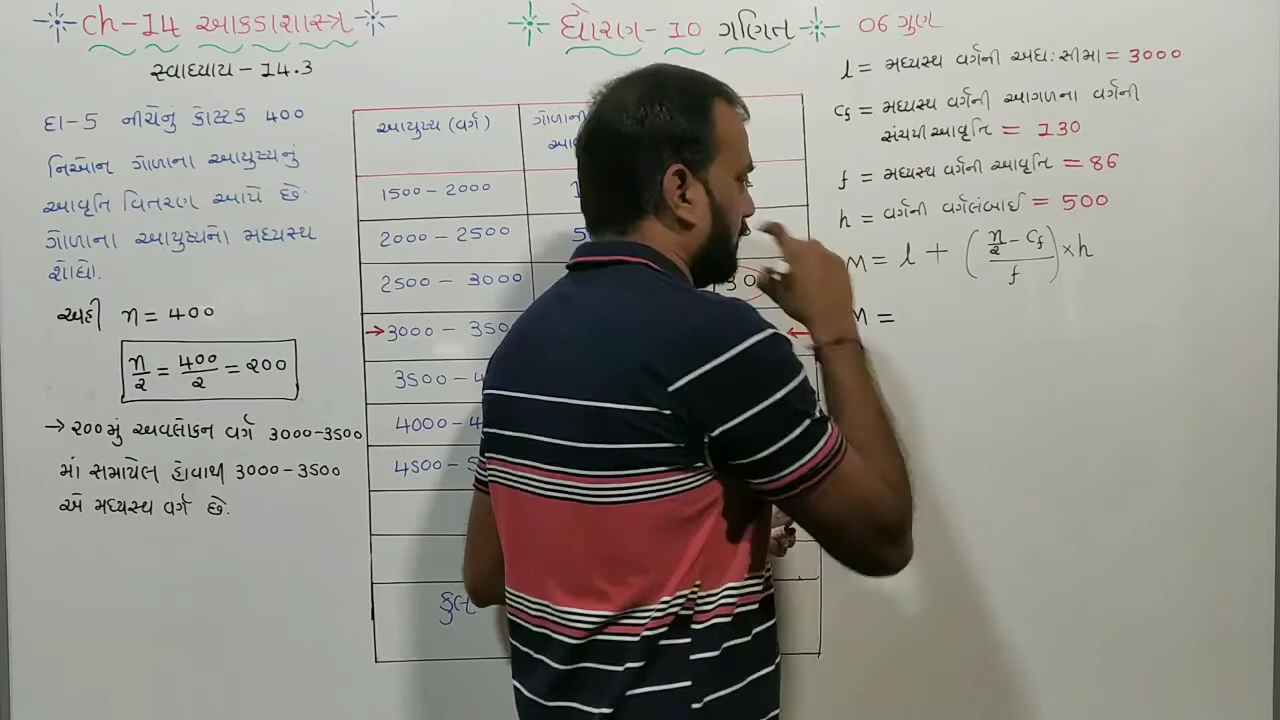 Ch-14 આકડાશાસ્ત્ર
ધોરણ-10 ગણિત
06 ગુણ
સ્વાધ્યાય-14.3
દા-5 નીચેનું કોષ્ટક 400
નિઓન ગોળાના આયુષ્યનું
આવૃત્તિ વિતરણ આપે છે.
ગોળાના આયુષ્યનો મધ્યસ્થ
શોધો.
અહીં n = 400
n/2 = 400/2 = 200
→ 200મું અવલોકન વર્ગ 3000-3500
માં સમાયેલ હોવાથી 3000-3500
એ મધ્યસ્થ વર્ગ છે.
આયુષ્ય (વર્ગ) ગોળાની
1500-2000
2000-2500
2500-3000 30
→3000-350 ←
3500-4
4000-4
4500-5
કુલ
l = મધ્યસ્થ વર્ગની અધઃસીમા = 3000
cf = મધ્યસ્થ વર્ગની આગળના વર્ગની
સંચયી આવૃત્તિ = 130
f = મધ્યસ્થ વર્ગની આવૃત્તિ = 86
h = વર્ગની વર્ગલંબાઈ = 500
M = l + ((n/2 - cf)/f) × h
M =